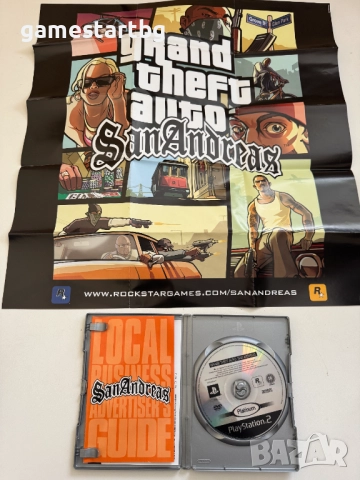 gamestartbg
grand
theft
auto
San Andreas
WWW.ROCKSTARGAMES.COM/SANANDREAS
R
LOCAL
BUSINESS
San Andreas
ADVERTISER'S
GUIDE
Platinum
PlayStation 2
BAZAR